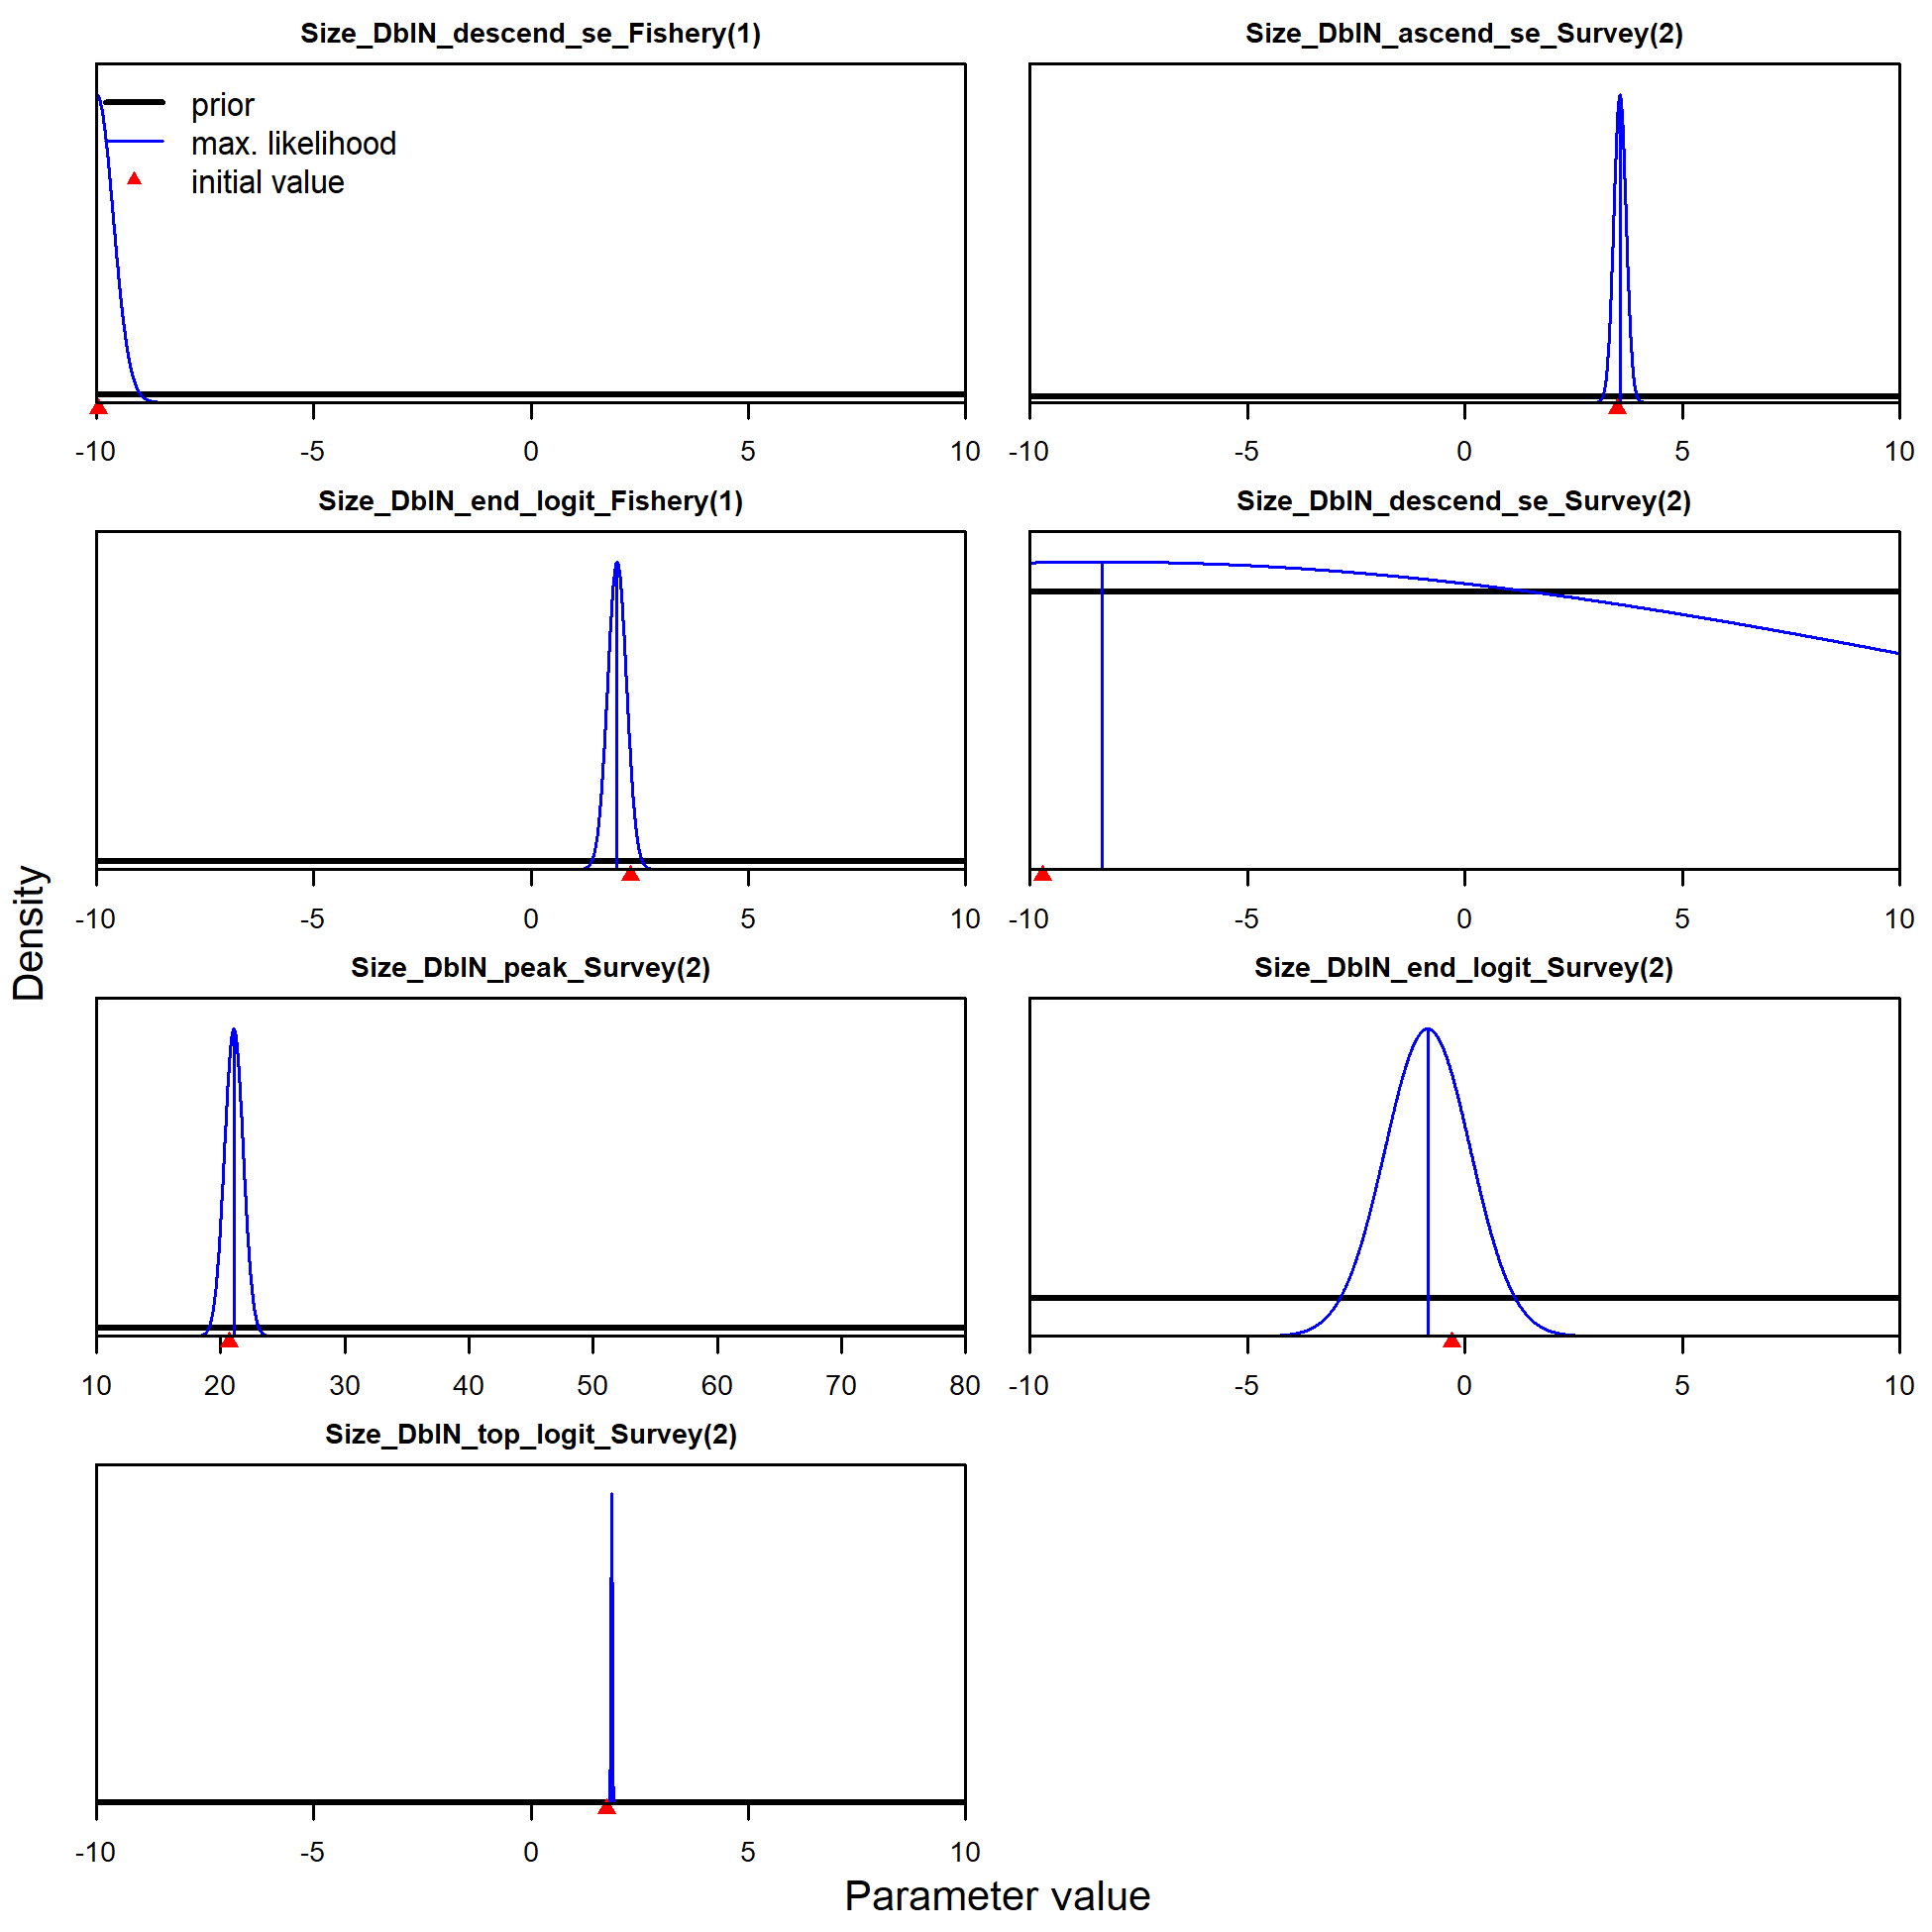 Size_DblN_descend_se_Fishery(1)
prior
max. likelihood
initial value
-10 -5 0 5 10
Size_DblN_ascend_se_Survey(2)
-10 -5 0 5 10
Size_DblN_end_logit_Fishery(1)
-10 -5 0 5 10
Size_DblN_descend_se_Survey(2)
-10 -5 0 5 10
Size_DblN_peak_Survey(2)
10 20 30 40 50 60 70 80
Size_DblN_end_logit_Survey(2)
-10 -5 0 5 10
Size_DblN_top_logit_Survey(2)
-10 -5 0 5 10
Density
Parameter value